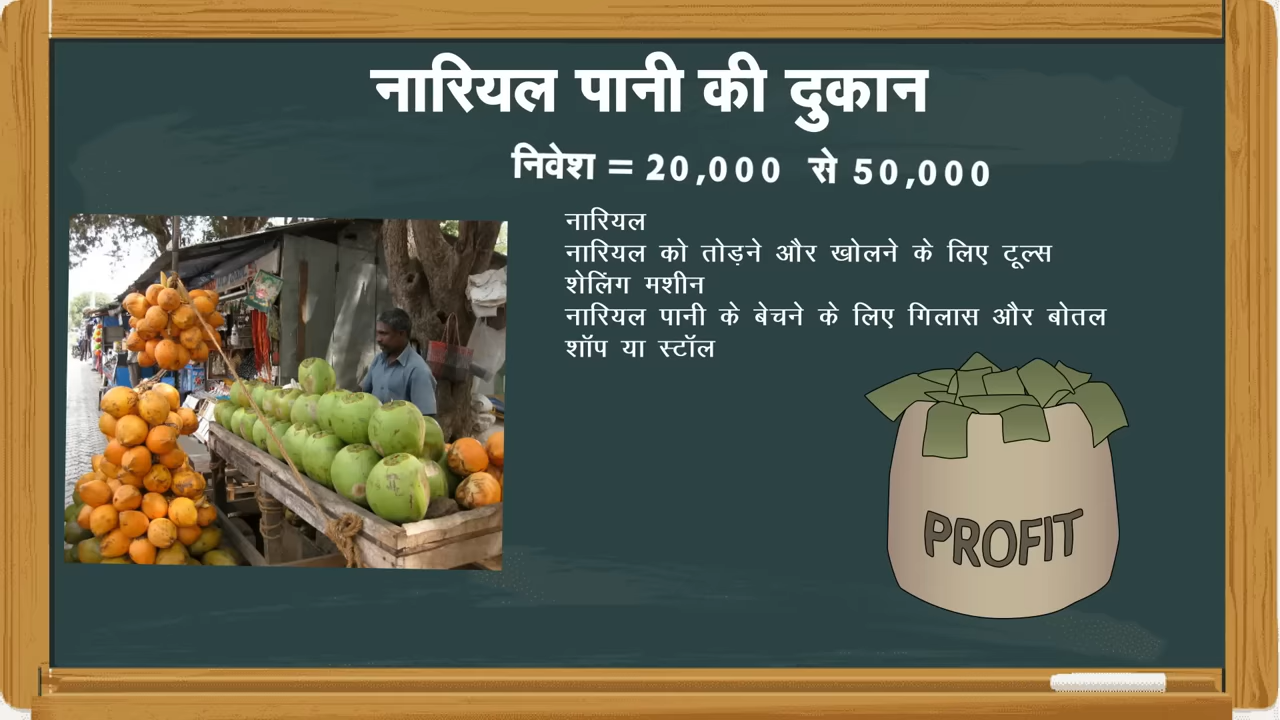 नारियल पानी की दुकान
निवेश = 20,000 से 50,000
नारियल
नारियल को तोड़ने और खोलने के लिए टूल्स
शेलिंग मशीन
नारियल पानी के बेचने के लिए गिलास और बोतल
शॉप या स्टॉल
PROFIT